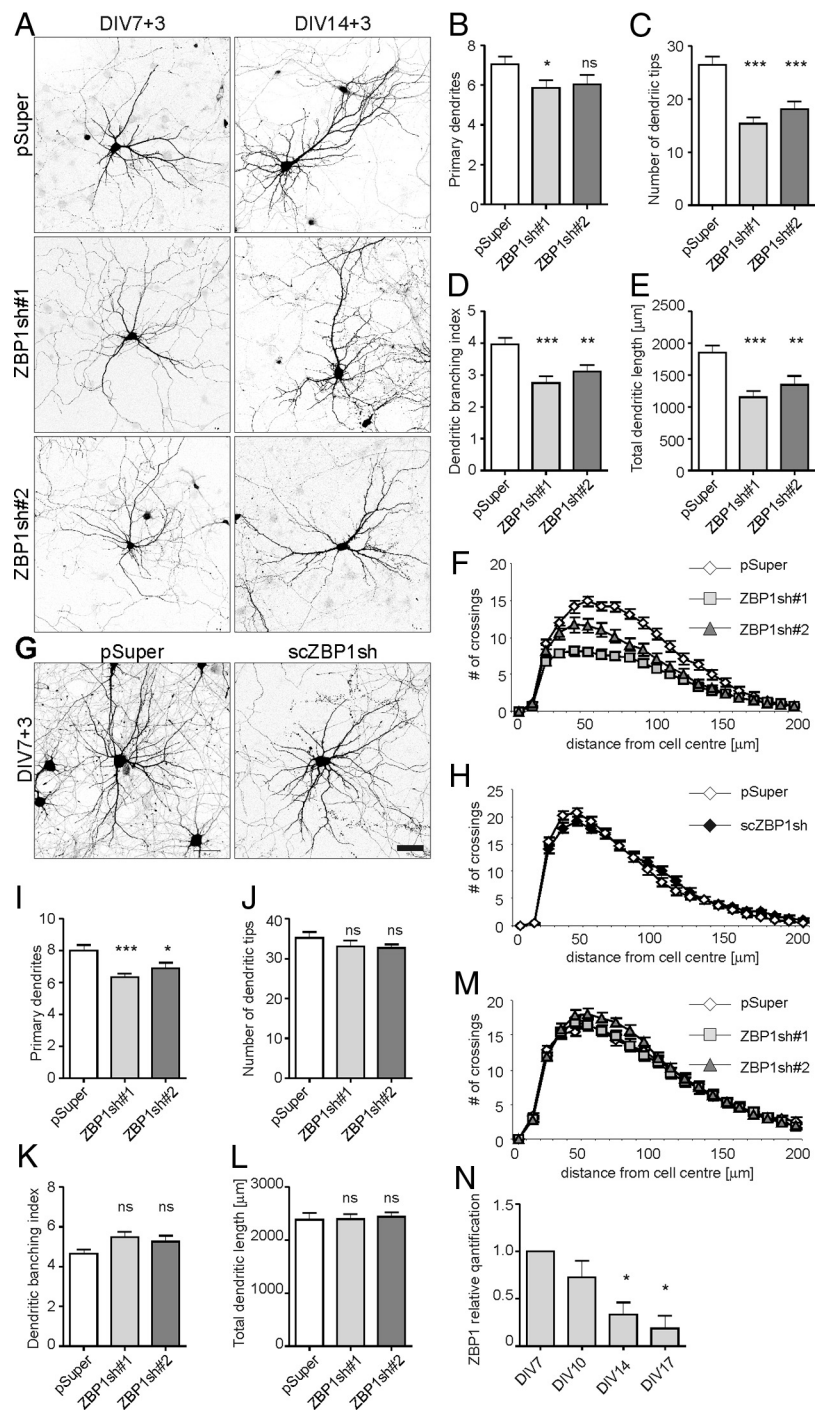 A
DIV7+3
DIV14+3
pSuper
ZBP1sh#1
ZBP1sh#2
B
Primary dendrites
8
6
4
2
0
*
ns
pSuper
ZBP1sh#1
ZBP1sh#2
C
Number of dendriic tips
30
20
10
0
***
***
pSuper
ZBP1sh#1
ZBP1sh#2
D
Dendritic branching index
5
4
3
2
1
0
***
**
pSuper
ZBP1sh#1
ZBP1sh#2
E
Total dendritic length [µm]
2500
2000
1500
1000
500
0
***
**
pSuper
ZBP1sh#1
ZBP1sh#2
F
# of crossings
20
15
10
5
0
0
50
100
150
200
distance from cell centre [µm]
pSuper
ZBP1sh#1
ZBP1sh#2
G
pSuper
scZBP1sh
DIV7+3
H
# of crossings
25
20
15
10
5
0
0
50
100
150
200
distance from cell centre [µm]
pSuper
scZBP1sh
I
Primary dendrites
10
8
6
4
2
0
***
*
pSuper
ZBP1sh#1
ZBP1sh#2
J
Number of dendritic tips
40
30
20
10
0
ns
ns
pSuper
ZBP1sh#1
ZBP1sh#2
M
# of crossings
20
15
10
5
0
0
50
100
150
200
distance from cell centre [µm]
pSuper
ZBP1sh#1
ZBP1sh#2
K
Dendritic banching index
8
6
4
2
0
ns
ns
pSuper
ZBP1sh#1
ZBP1sh#2
L
Total dendritic length [µm]
3000
2000
1000
0
ns
ns
pSuper
ZBP1sh#1
ZBP1sh#2
N
ZBP1 relative qantification
1.5
1.0
0.5
0
*
*
DIV7
DIV10
DIV14
DIV17